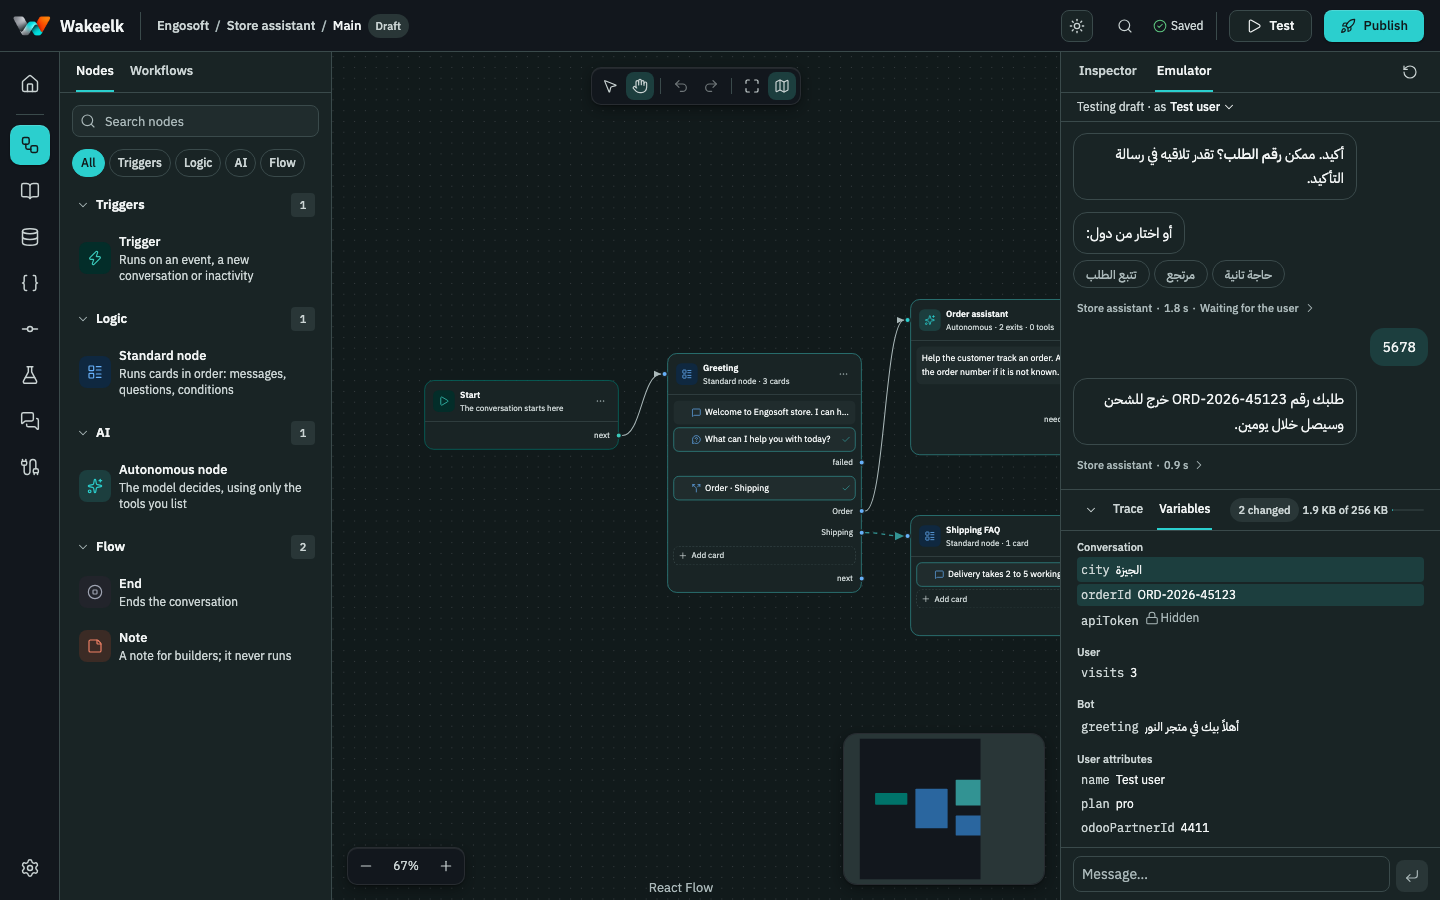 Wakeelk
Engosoft / Store assistant / Main Draft
Saved
Test
Publish
Nodes Workflows
Search nodes
All Triggers Logic AI Flow
Triggers 1
Trigger
Runs on an event, a new
conversation or inactivity
Logic 1
Standard node
Runs cards in order: messages,
questions, conditions
AI 1
Autonomous node
The model decides, using only the
tools you list
Flow 2
End
Ends the conversation
Note
A note for builders; it never runs
Start
The conversation starts here
next
Greeting
Standard node · 3 cards
Welcome to Engosoft store. I can h...
What can I help you with today?
failed
Order · Shipping
Order
Shipping
Add card
next
Order assistant
Autonomous · 2 exits · 0 tools
Help the customer track an order. A
the order number if it is not known.
Shipping FAQ
Standard node · 1 card
Delivery takes 2 to 5 working
Add card
67%
React Flow
Inspector Emulator
Testing draft · as Test user
أكيد. ممكن رقم الطلب؟ تقدر تلاقيه في رسالة
التأكيد.
أو اختار من دول:
تتبع الطلب مرتجع حاجة تانية
Store assistant · 1.8 s · Waiting for the user
5678
طلبك رقم ORD-2026-45123 خرج للشحن
وسيصل خلال يومين.
Store assistant · 0.9 s
Trace Variables 2 changed 1.9 KB of 256 KB
Conversation
city الجيزة
orderId ORD-2026-45123
apiToken Hidden
User
visits 3
Bot
greeting أهلاً بيك في متجر النور
User attributes
name Test user
plan pro
odooPartnerId 4411
Message...